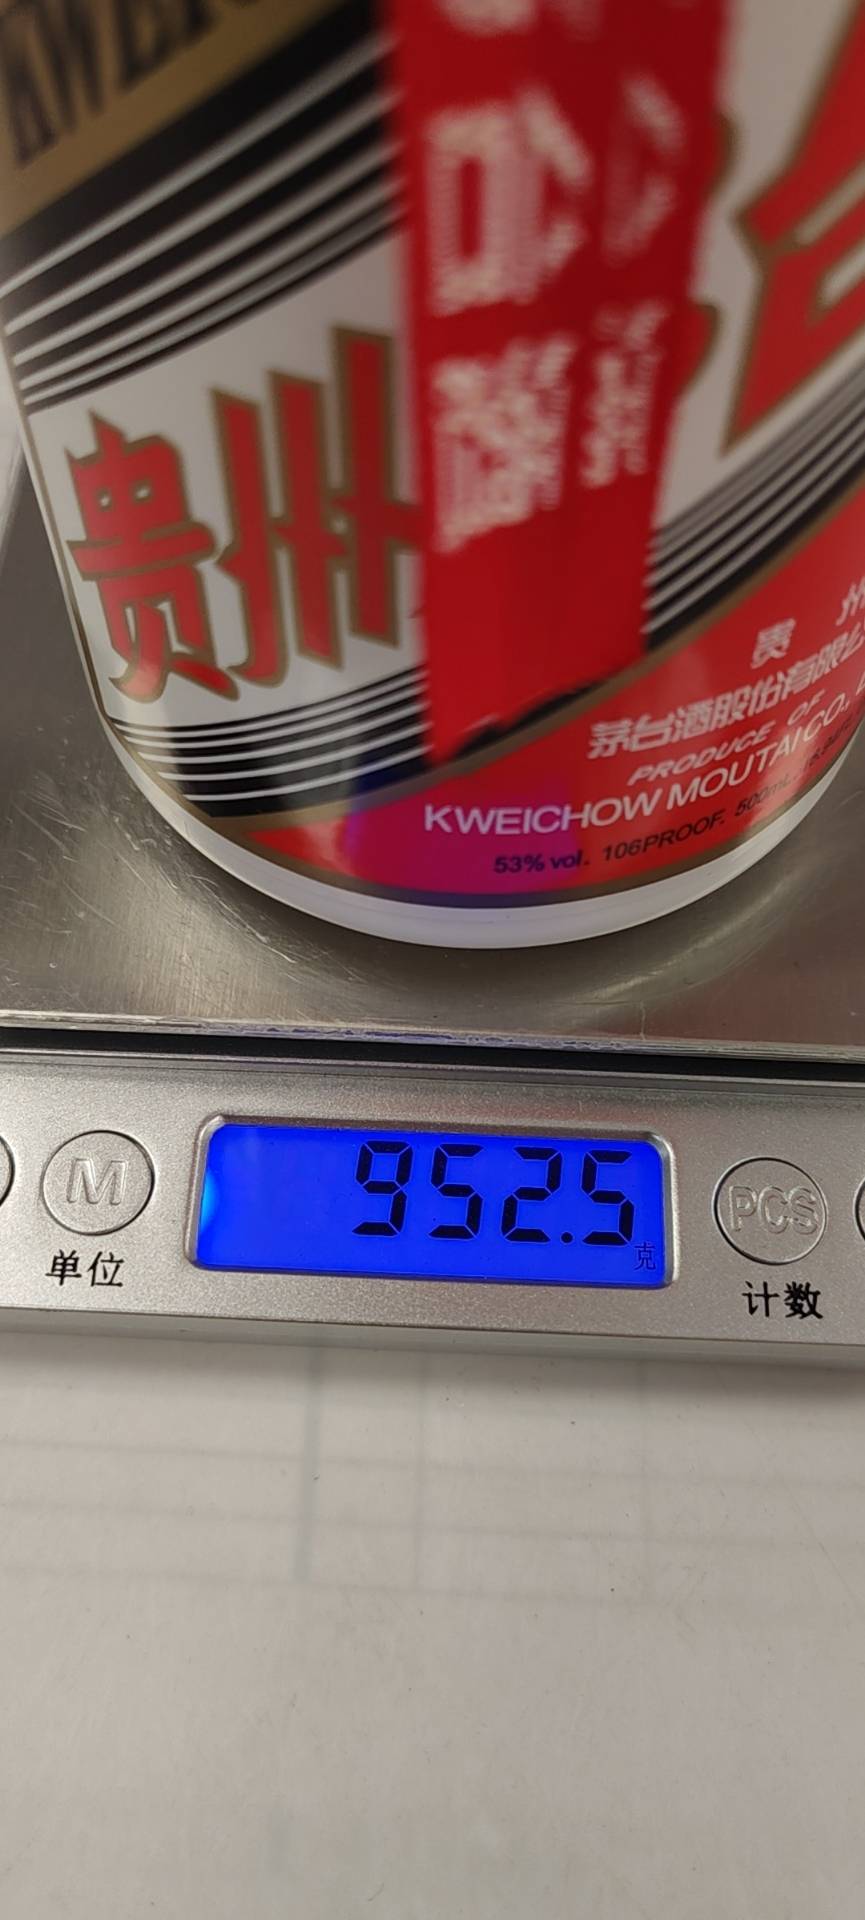 贵州
贵 州
茅台酒股份有限公
PRODUCE OF
KWEICHOW MOUTAI CO.,
53% vol. 106PROOF. 500mL.
952.5
克
M
PCS
单位
计数